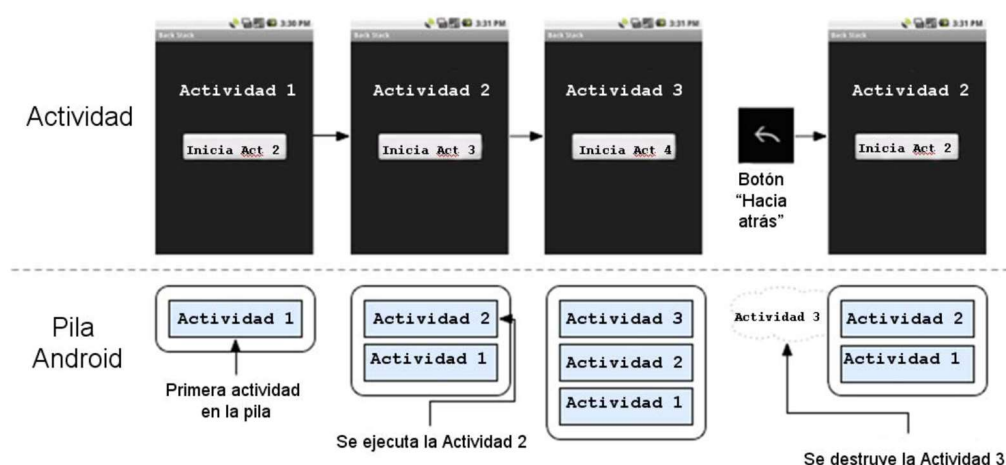 3:30 PM
3:31 PM
3:31 PM
3:31 PM
Back Stack
Back Stack
Back Stack
Back Stack
Actividad 1
Actividad 2
Actividad 3
Actividad 2
Actividad
Inicia Act 2
Inicia Act 3
Inicia Act 4
Inicia Act 2
Botón
“Hacia
atrás”
Pila
Android
Actividad 1
Actividad 2
Actividad 1
Actividad 3
Actividad 2
Actividad 1
Actividad 3
Actividad 2
Actividad 1
Primera actividad
en la pila
Se ejecuta la Actividad 2
Se destruye la Actividad 3